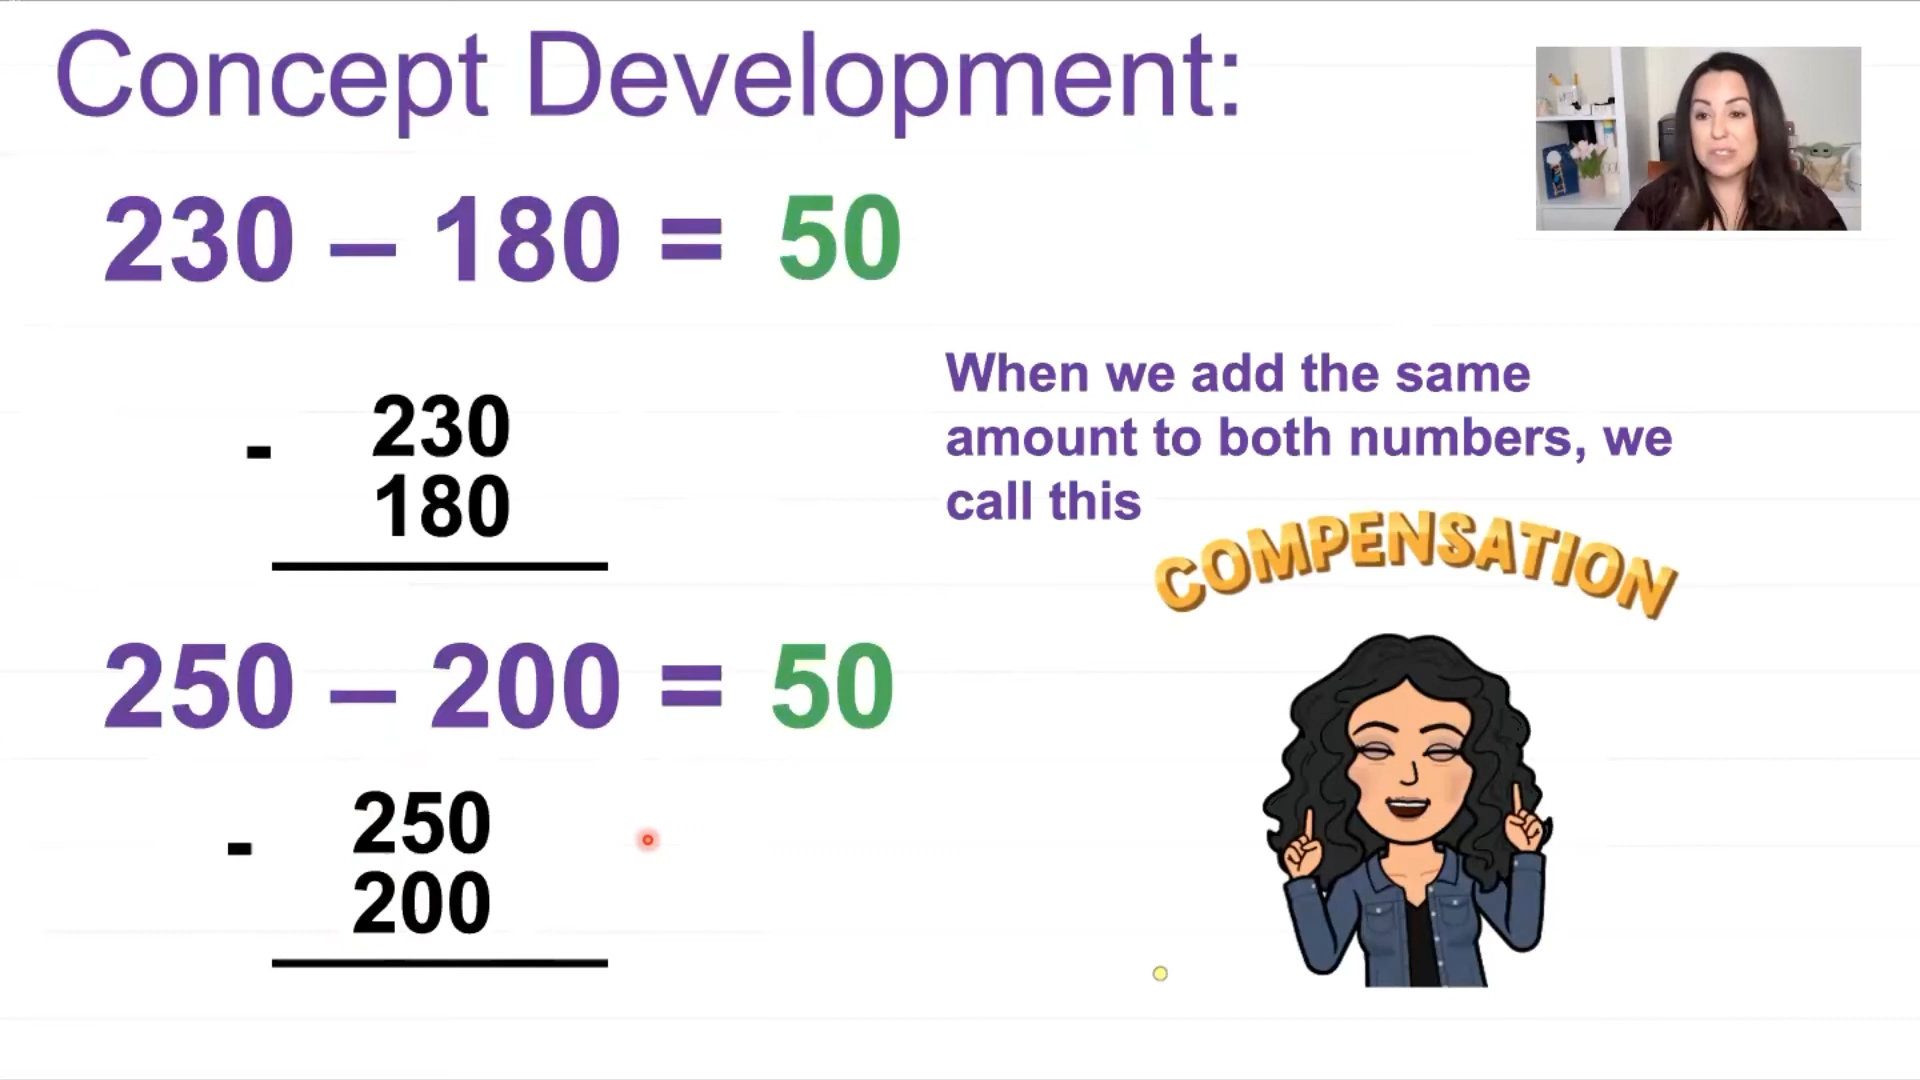 Concept Development:
230 – 180 = 50
- 230
180
When we add the same
amount to both numbers, we
call this
COMPENSATION
250 – 200 = 50
- 250
200